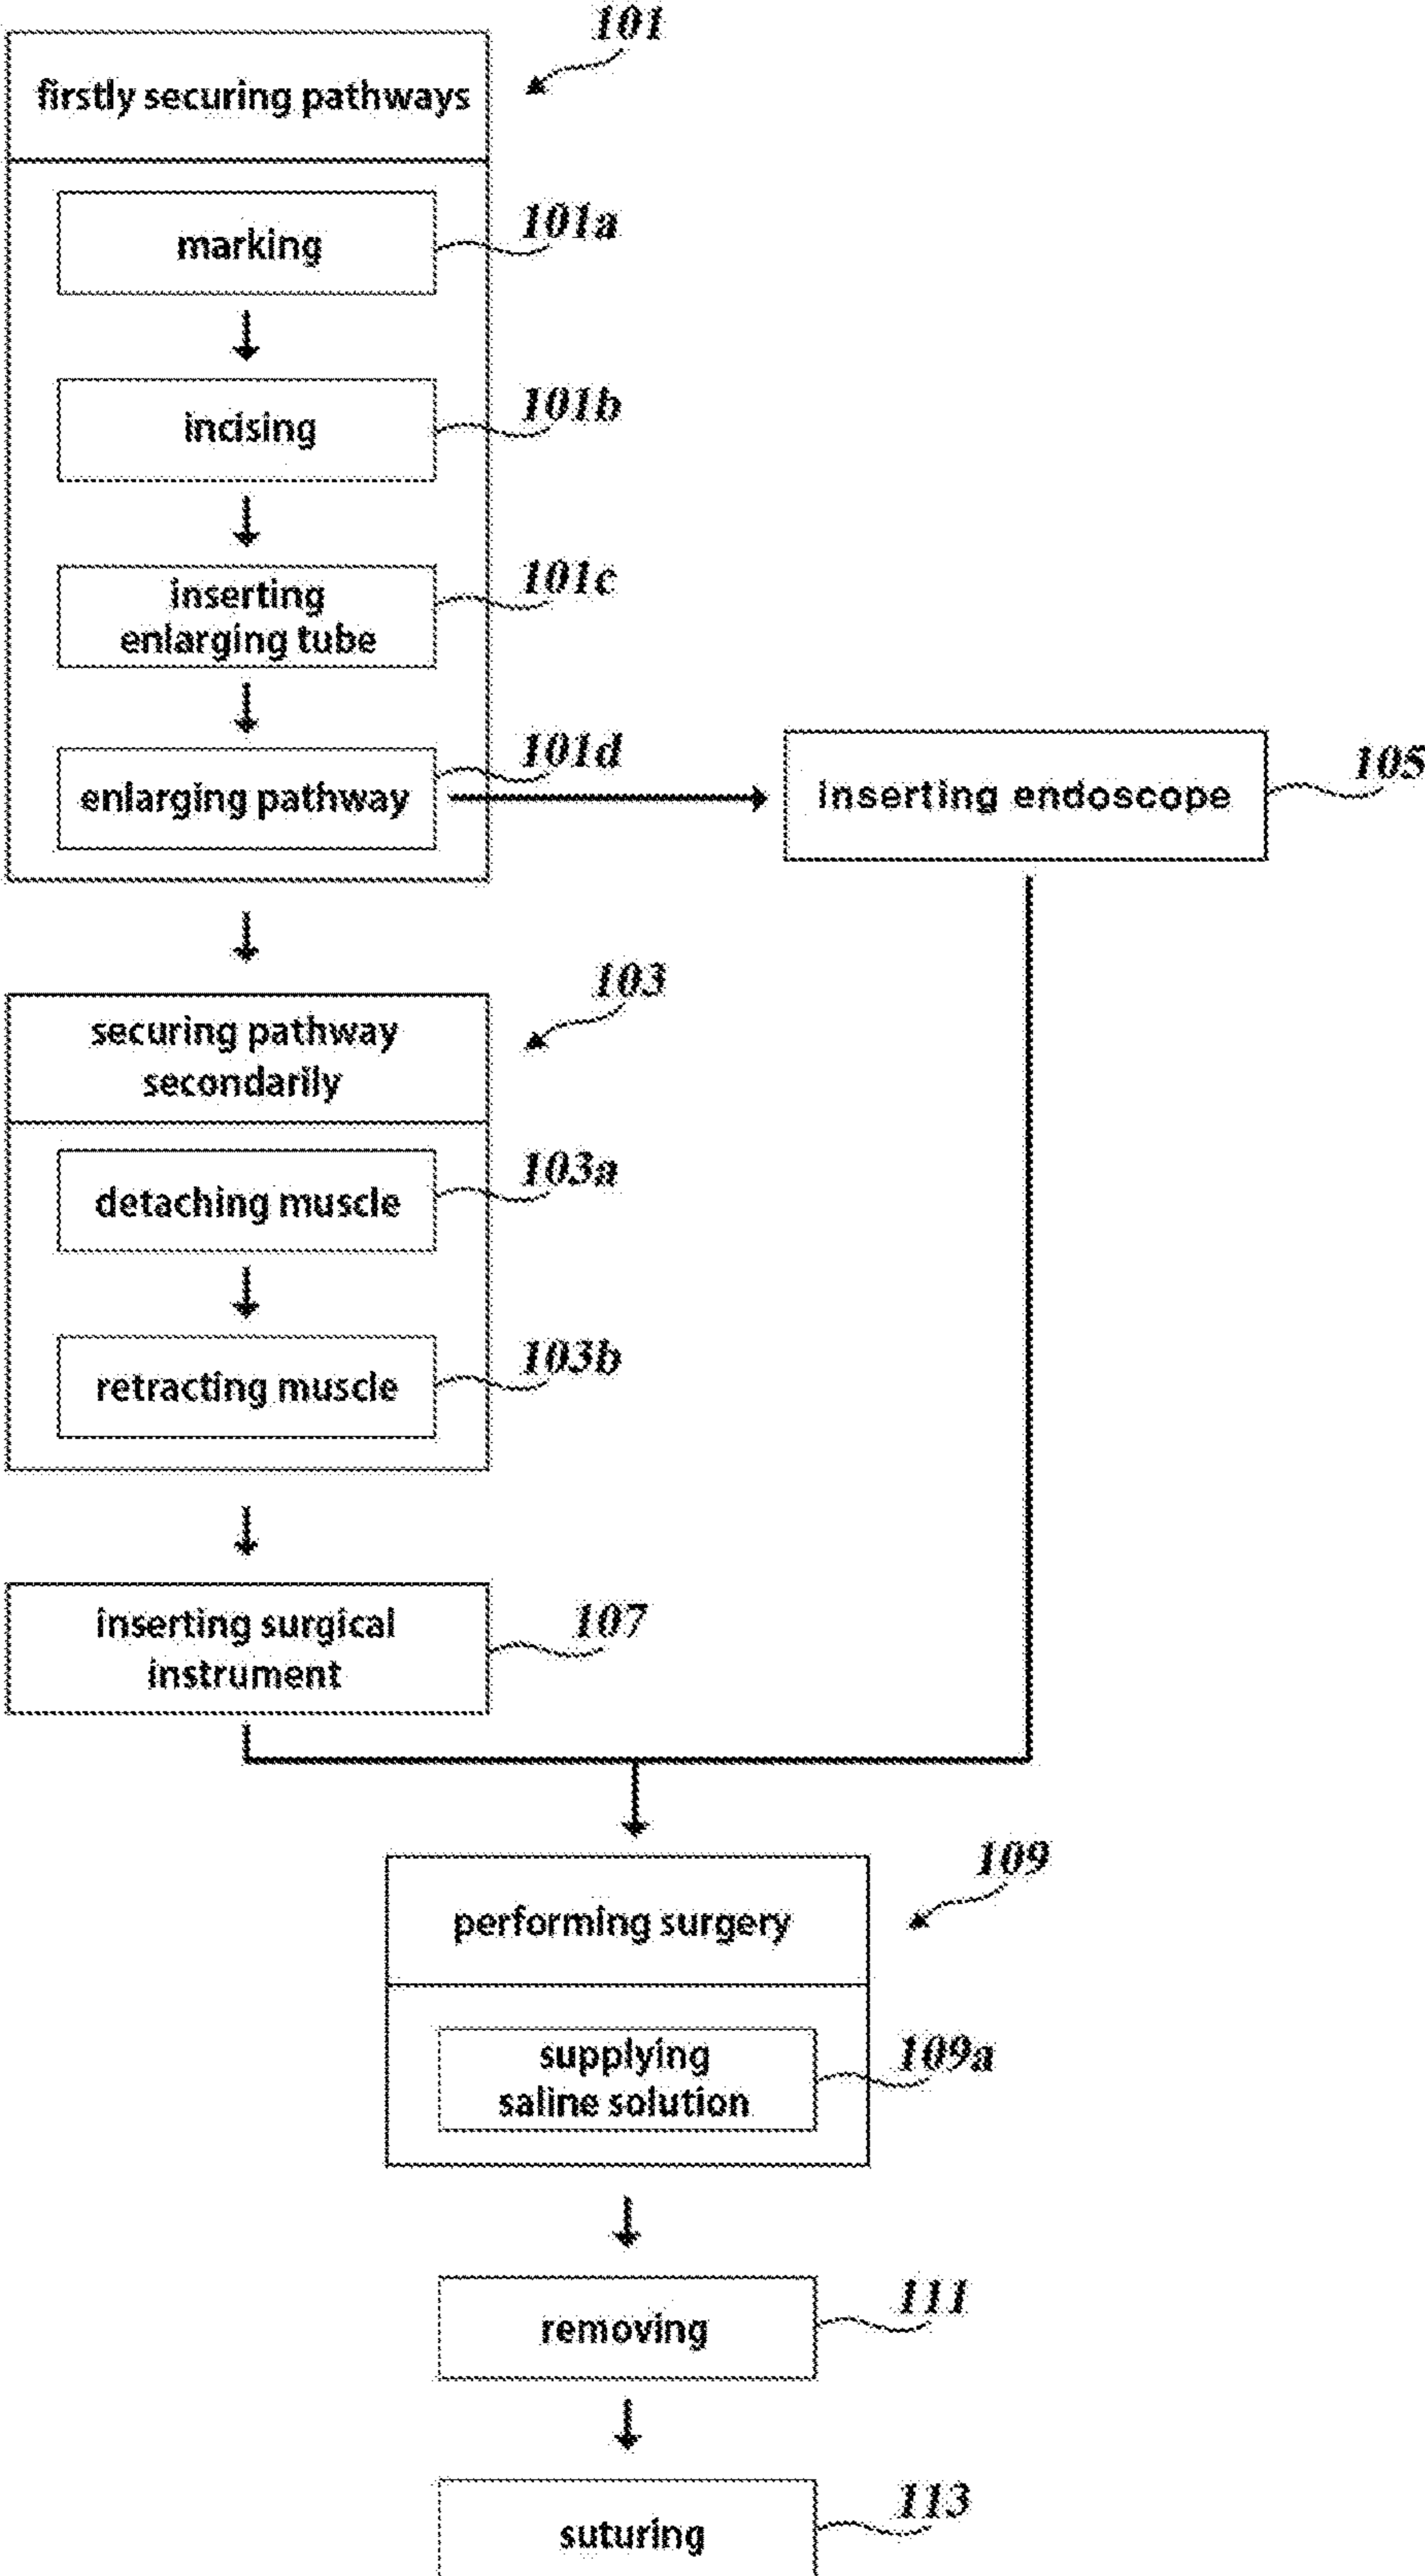 101
firstly securing pathways
marking
101a
incising
101b
inserting
enlarging tube
101c
enlarging pathway
101d
inserting endoscope
105
103
securing pathway
secondarily
detaching muscle
103a
retracting muscle
103b
inserting surgical
instrument
107
109
performing surgery
supplying
saline solution
109a
removing
111
suturing
113